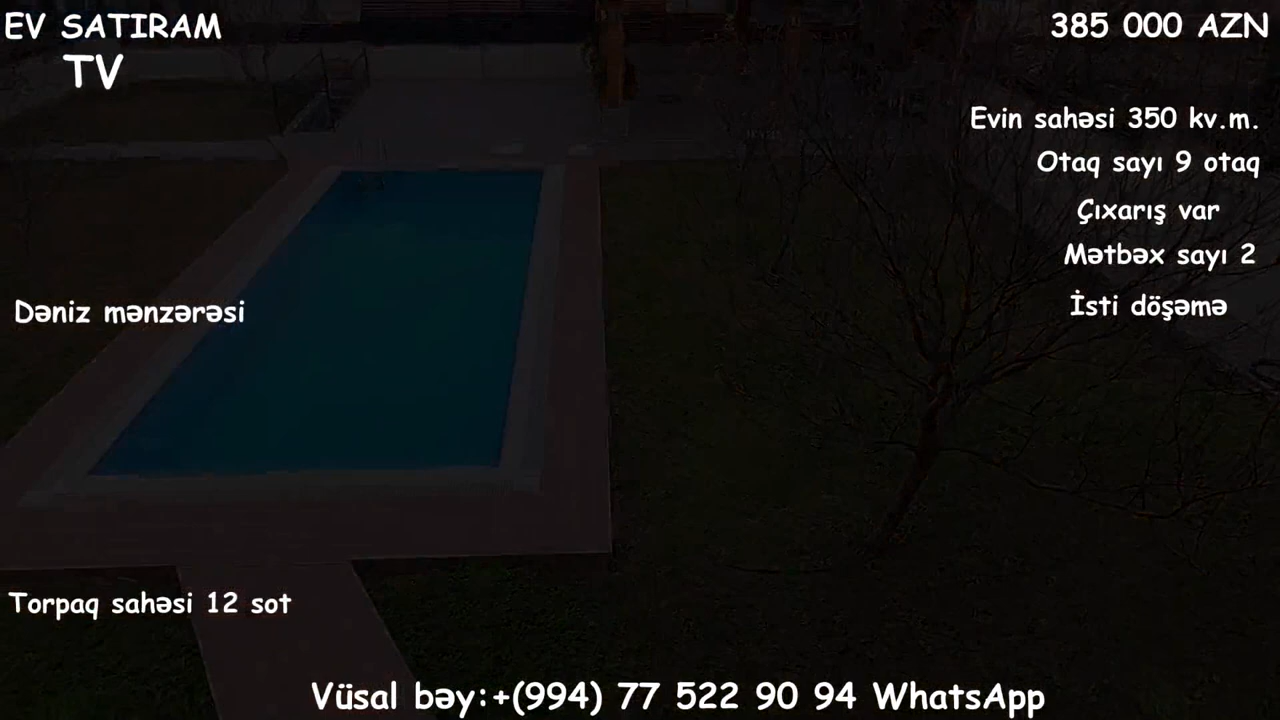 EV SATIRAM
TV
385 000 AZN
Evin sahəsi 350 kv.m.
Otaq sayı 9 otaq
Çıxarış var
Mətbəx sayı 2
İsti döşəmə
Dəniz mənzərəsi
Torpaq sahəsi 12 sot
Vüsal bəy:+(994) 77 522 90 94 WhatsApp